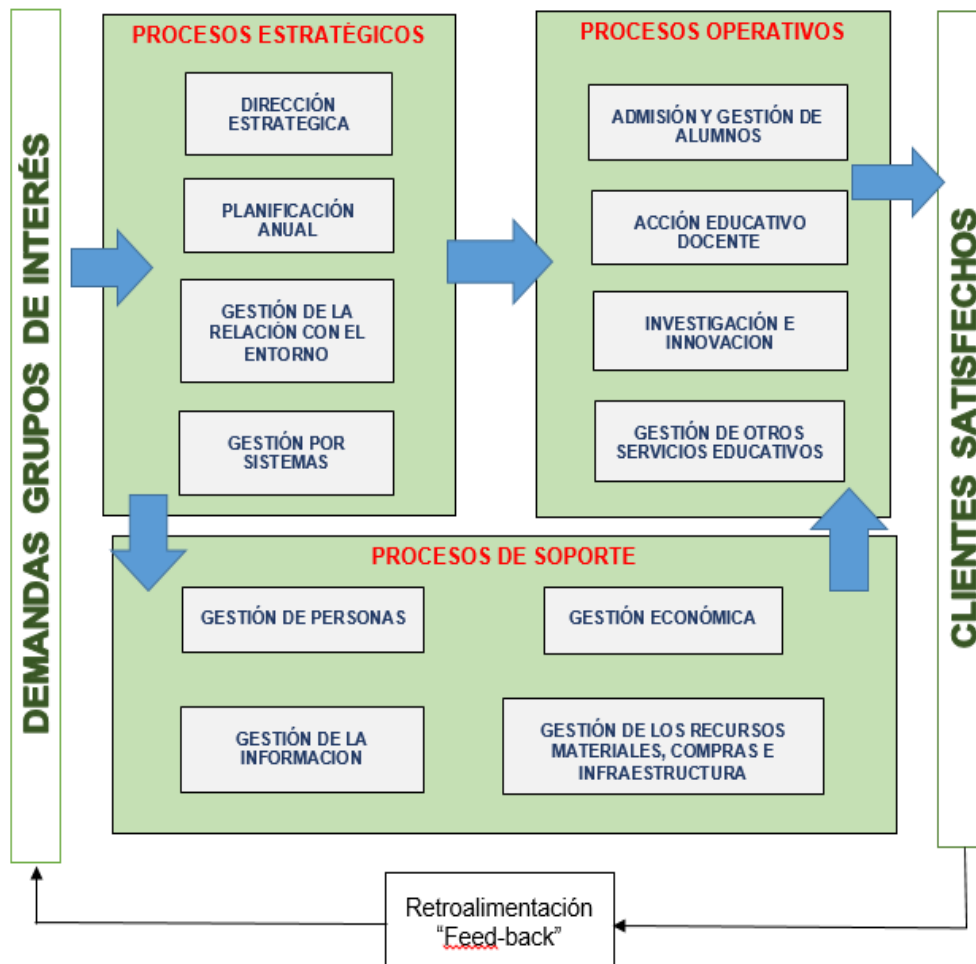 DEMANDAS GRUPOS DE INTERÉS
PROCESOS ESTRATÉGICOS
DIRECCIÓN
ESTRATEGICA
PLANIFICACIÓN
ANUAL
GESTIÓN DE LA
RELACIÓN CON EL
ENTORNO
GESTIÓN POR
SISTEMAS
PROCESOS OPERATIVOS
ADMISIÓN Y GESTIÓN DE
ALUMNOS
ACCIÓN EDUCATIVO
DOCENTE
INVESTIGACIÓN E
INNOVACION
GESTIÓN DE OTROS
SERVICIOS EDUCATIVOS
PROCESOS DE SOPORTE
GESTIÓN DE PERSONAS
GESTIÓN ECONÓMICA
GESTIÓN DE LA
INFORMACION
GESTIÓN DE LOS RECURSOS
MATERIALES, COMPRAS E
INFRAESTRUCTURA
CLIENTES SATISFECHOS
Retroalimentación
“Feed-back”